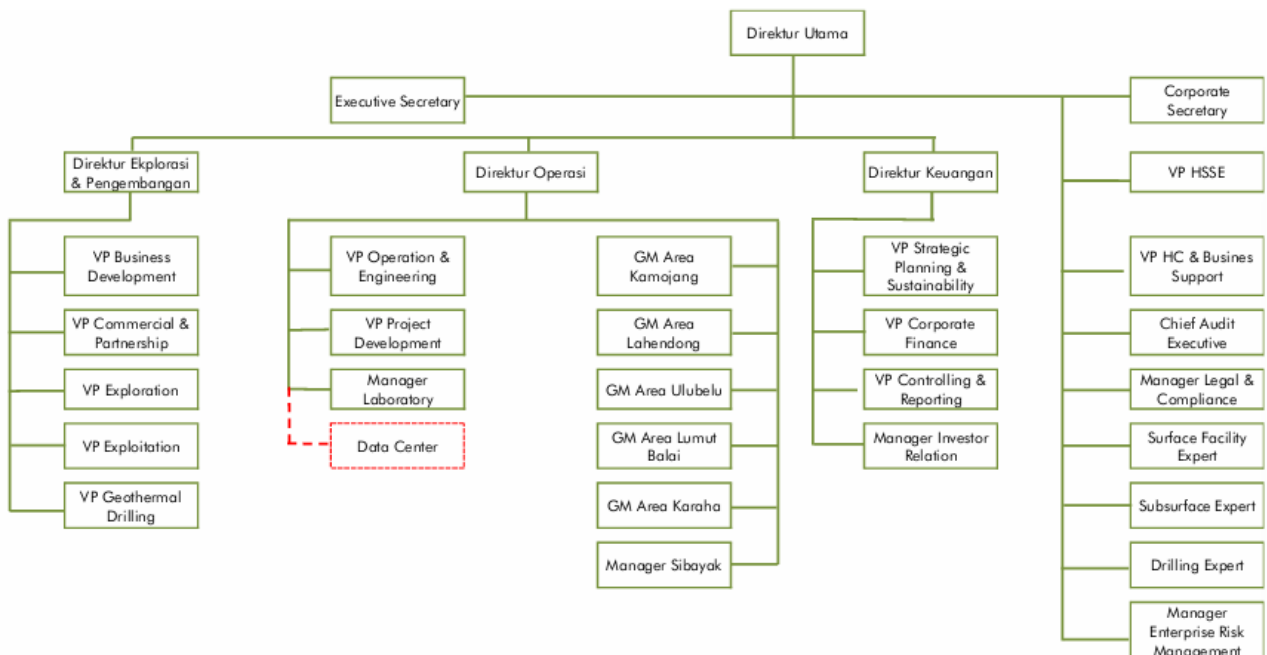 Direktur Utama
Executive Secretary
Corporate
Secretary
Direktur Ekplorasi
& Pengembangan
Direktur Operasi
Direktur Keuangan
VP HSSE
VP Business
Development
VP Operation &
Engineering
GM Area
Kamojang
VP Strategic
Planning &
Sustainability
VP HC & Busines
Support
VP Commercial &
Partnership
VP Project
Development
GM Area
Lahendong
VP Corporate
Finance
Chief Audit
Executive
VP Exploration
Manager
Laboratory
GM Area Ulubelu
VP Controlling &
Reporting
Manager Legal &
Compliance
VP Exploitation
Data Center
GM Area Lumut
Balai
Manager Investor
Relation
Surface Facility
Expert
VP Geothermal
Drilling
GM Area Karaha
Subsurface Expert
Manager Sibayak
Drilling Expert
Manager
Enterprise Risk
Management